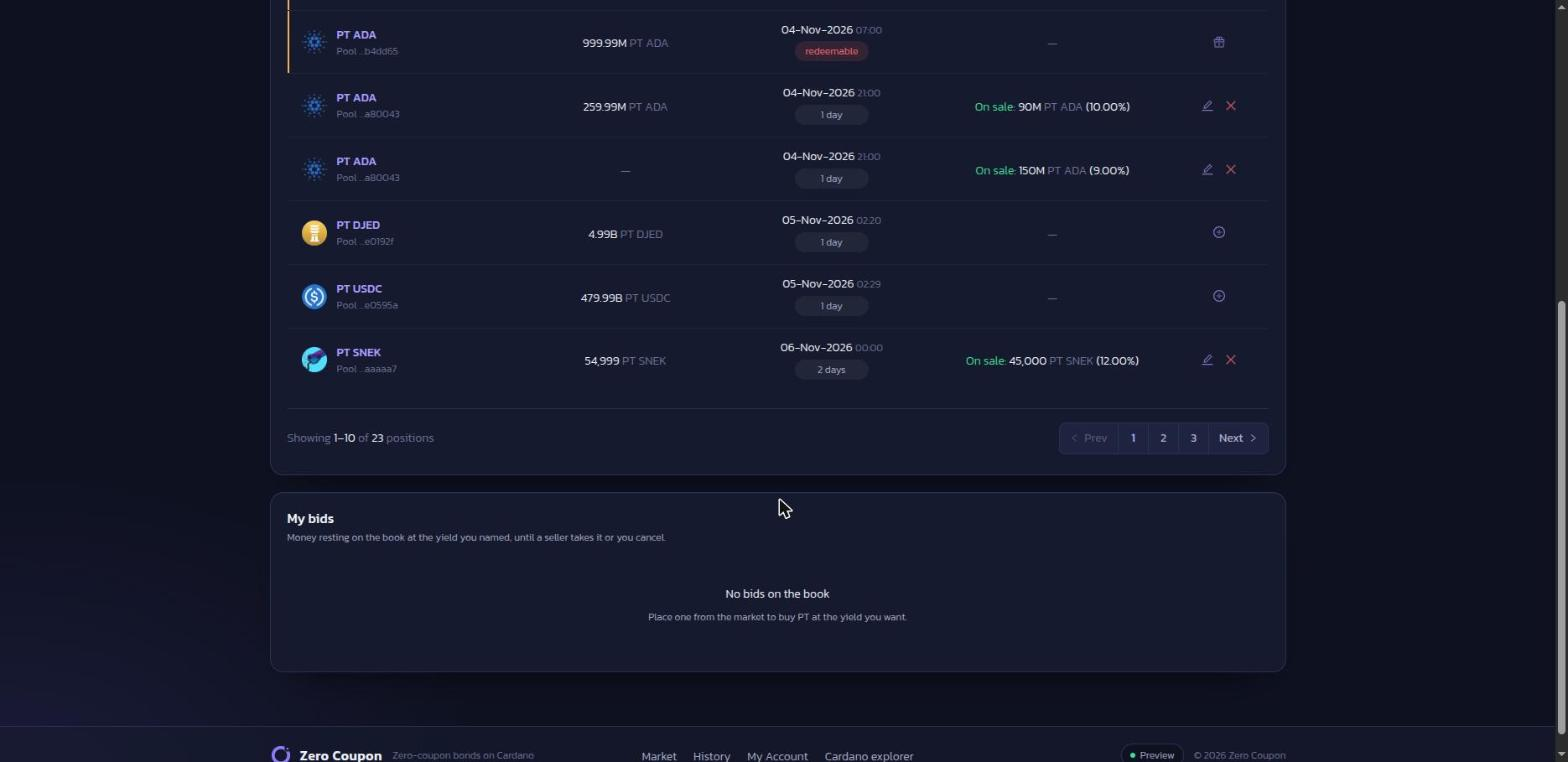 PT ADA
Pool ...b4dd65
999.99M PT ADA
04-Nov-2026 07:00
redeemable
—
PT ADA
Pool ...a80043
259.99M PT ADA
04-Nov-2026 21:00
1 day
On sale: 90M PT ADA (10.00%)
PT ADA
Pool ...a80043
—
04-Nov-2026 21:00
1 day
On sale: 150M PT ADA (9.00%)
PT DJED
Pool ...e0192f
4.99B PT DJED
05-Nov-2026 02:20
1 day
—
PT USDC
Pool ...e0595a
479.99B PT USDC
05-Nov-2026 02:29
1 day
—
PT SNEK
Pool ...aaaaa7
54,999 PT SNEK
06-Nov-2026 00:00
2 days
On sale: 45,000 PT SNEK (12.00%)
Showing 1–10 of 23 positions
Prev 1 2 3 Next
My bids
Money resting on the book at the yield you named, until a seller takes it or you cancel.
No bids on the book
Place one from the market to buy PT at the yield you want.
Zero Coupon Zero-coupon bonds on Cardano Market History My Account Cardano explorer Preview © 2026 Zero Coupon